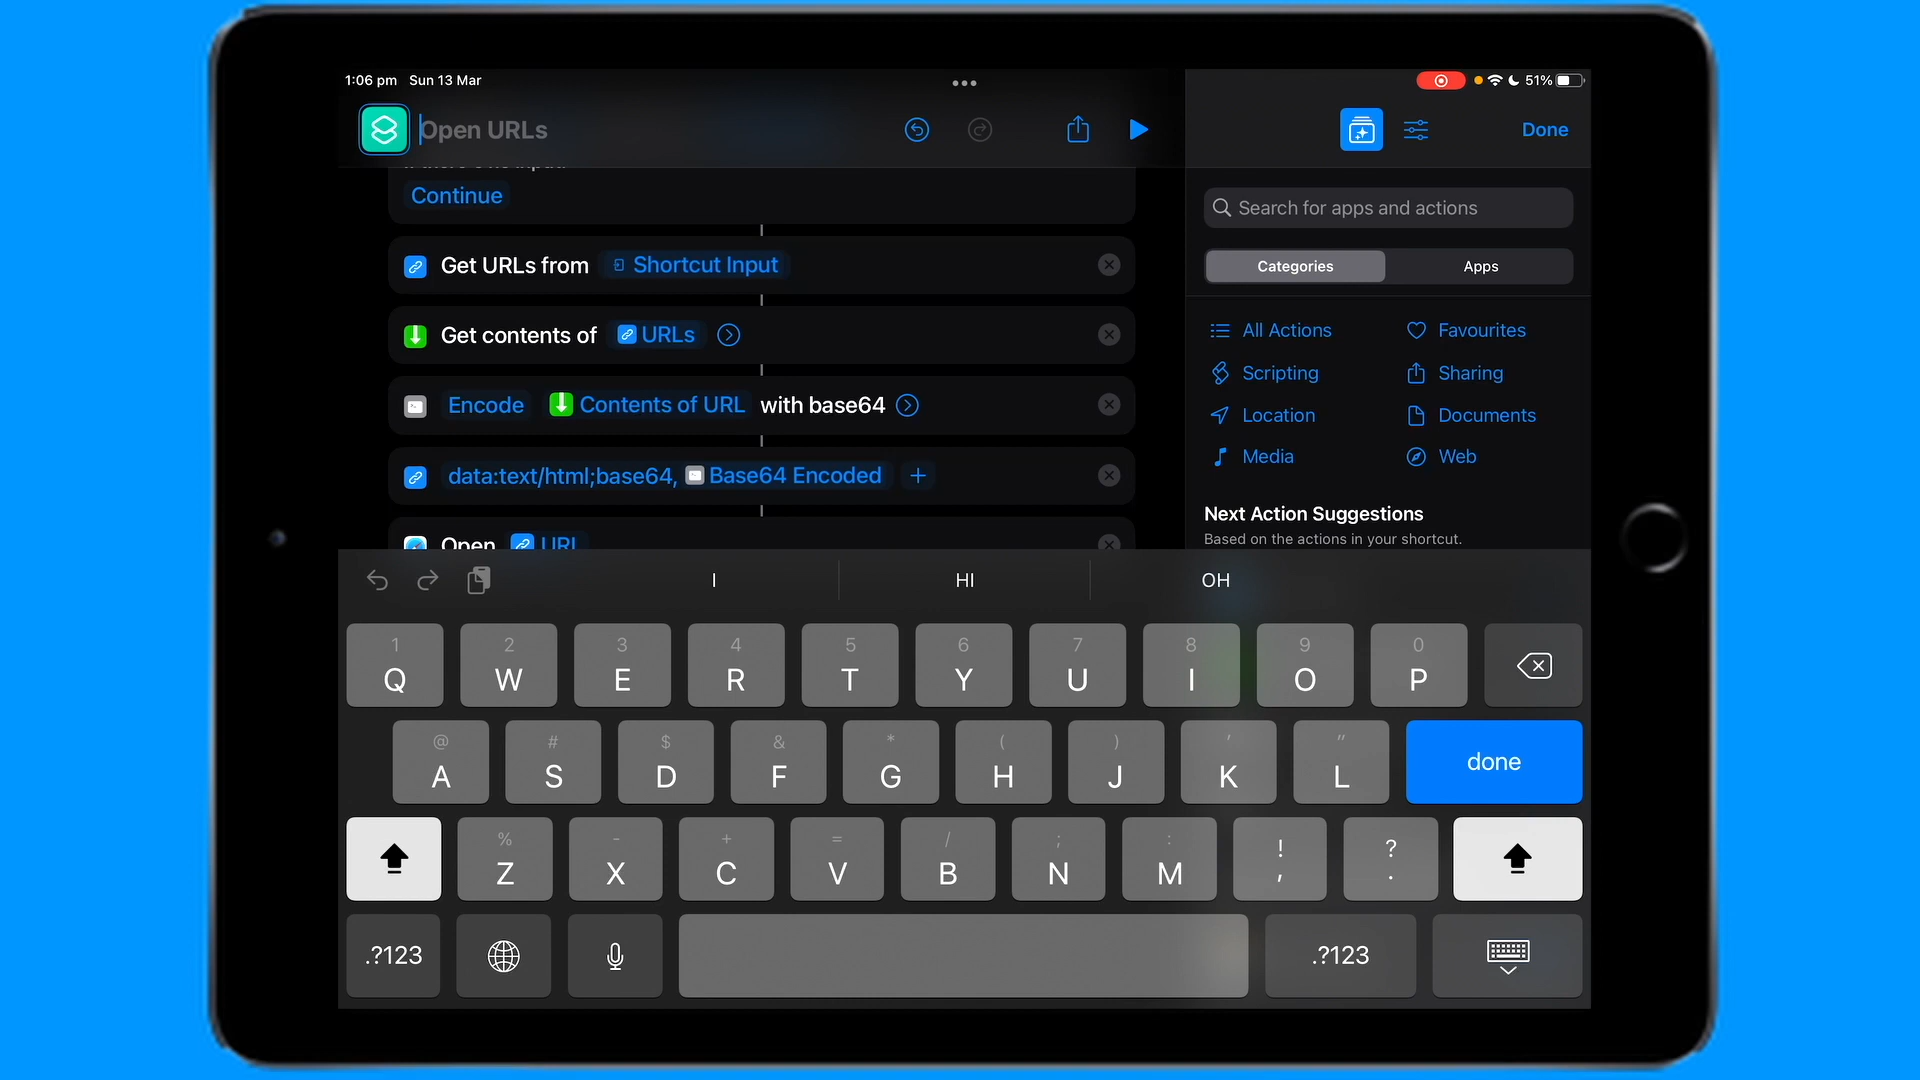 1:06 pm Sun 13 Mar
51%
Open URLs
Done
Continue
Get URLs from Shortcut Input
Get contents of URLs
Encode Contents of URL with base64
data:text/html;base64, Base64 Encoded +
Open URL
Search for apps and actions
Categories Apps
All Actions Favourites
Scripting Sharing
Location Documents
Media Web
Next Action Suggestions
Based on the actions in your shortcut.
I HI OH
1 2 3 4 5 6 7 8 9 0
Q W E R T Y U I O P
@ # $ & * ( ) ' "
A S D F G H J K L done
% - + = / ; : ! ?
Z X C V B N M , .
.?123 .?123